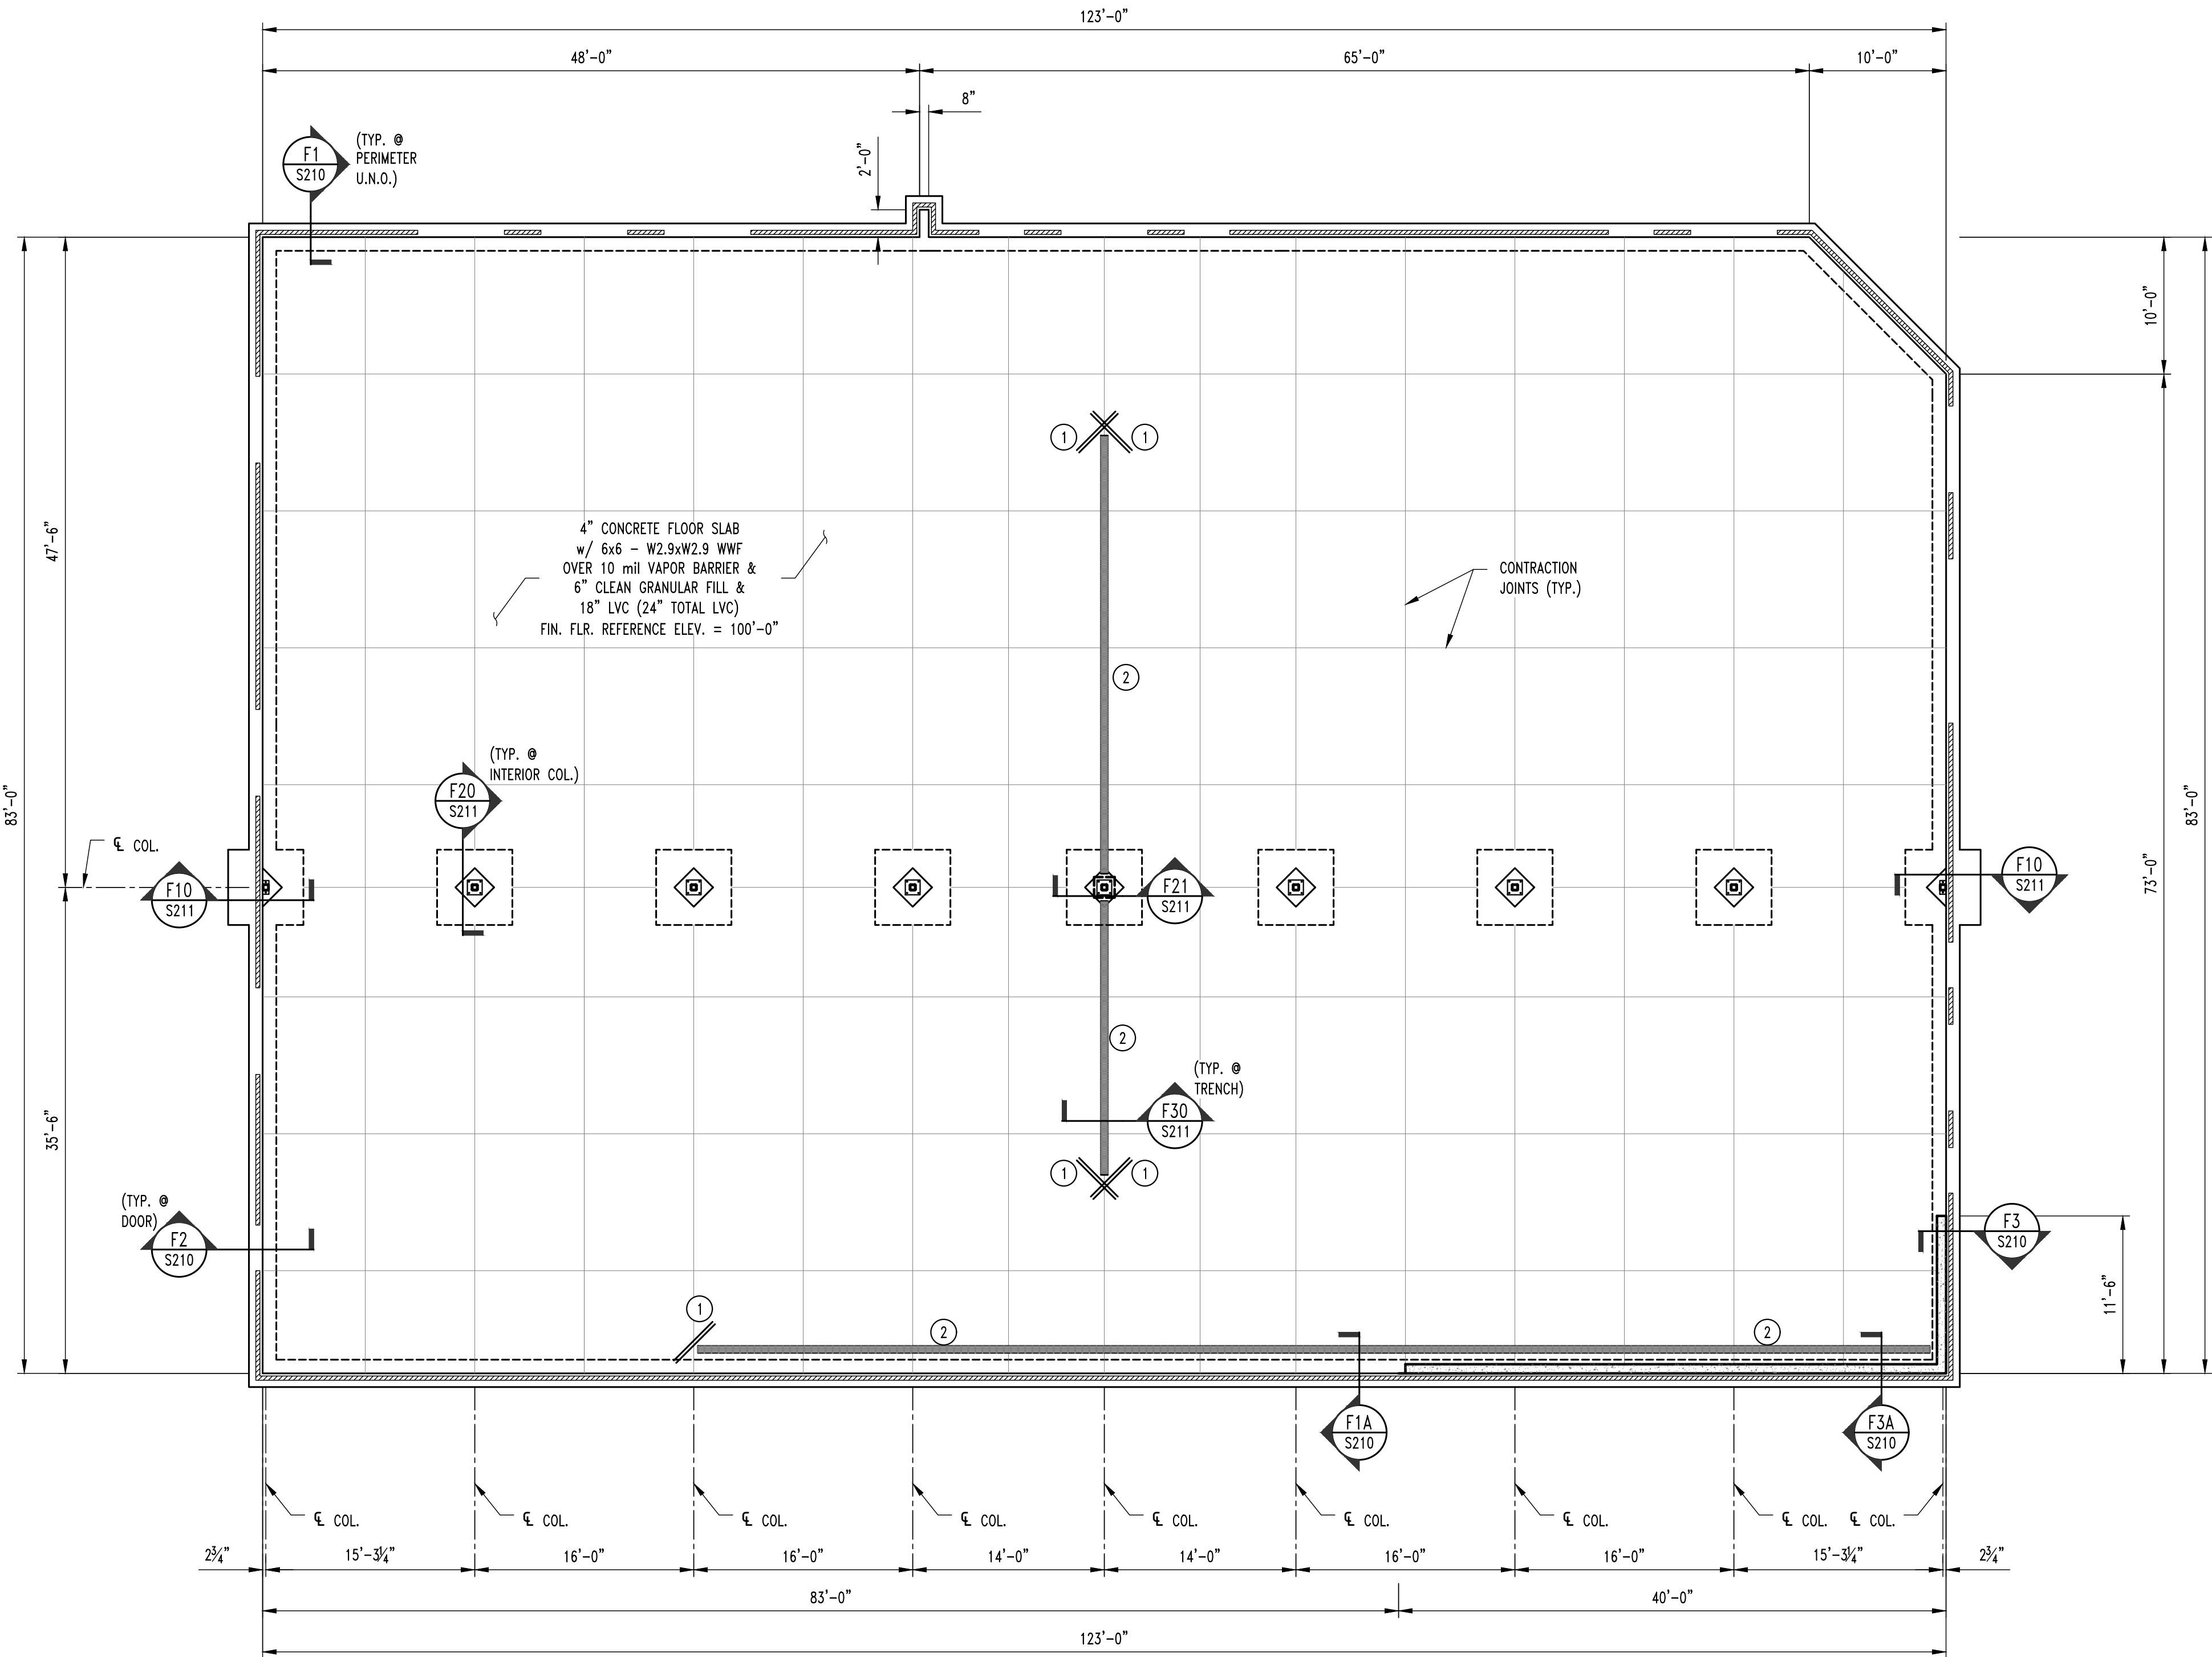 123'-0"
48'-0"
65'-0"
10'-0"
8"
2'-0"
F1
S210
(TYP. @
PERIMETER
U.N.O.)
10'-0"
47'-6"
83'-0"
83'-0"
73'-0"
1
1
4" CONCRETE FLOOR SLAB
w/ 6x6 - W2.9xW2.9 WWF
OVER 10 mil VAPOR BARRIER &
6" CLEAN GRANULAR FILL &
18" LVC (24" TOTAL LVC)
FIN. FLR. REFERENCE ELEV. = 100'-0"
CONTRACTION
JOINTS (TYP.)
2
(TYP. @
INTERIOR COL.)
F20
S211
℄ COL.
F10
S211
F21
S211
F10
S211
2
(TYP. @
TRENCH)
F30
S211
35'-6"
1
1
(TYP. @
DOOR)
F2
S210
F3
S210
11'-6"
1
2
2
F1A
S210
F3A
S210
℄ COL.
℄ COL.
℄ COL.
℄ COL.
℄ COL.
℄ COL.
℄ COL.
℄ COL.
℄ COL.
2¾"
15'-3¼"
16'-0"
16'-0"
14'-0"
14'-0"
16'-0"
16'-0"
15'-3¼"
2¾"
83'-0"
40'-0"
123'-0"